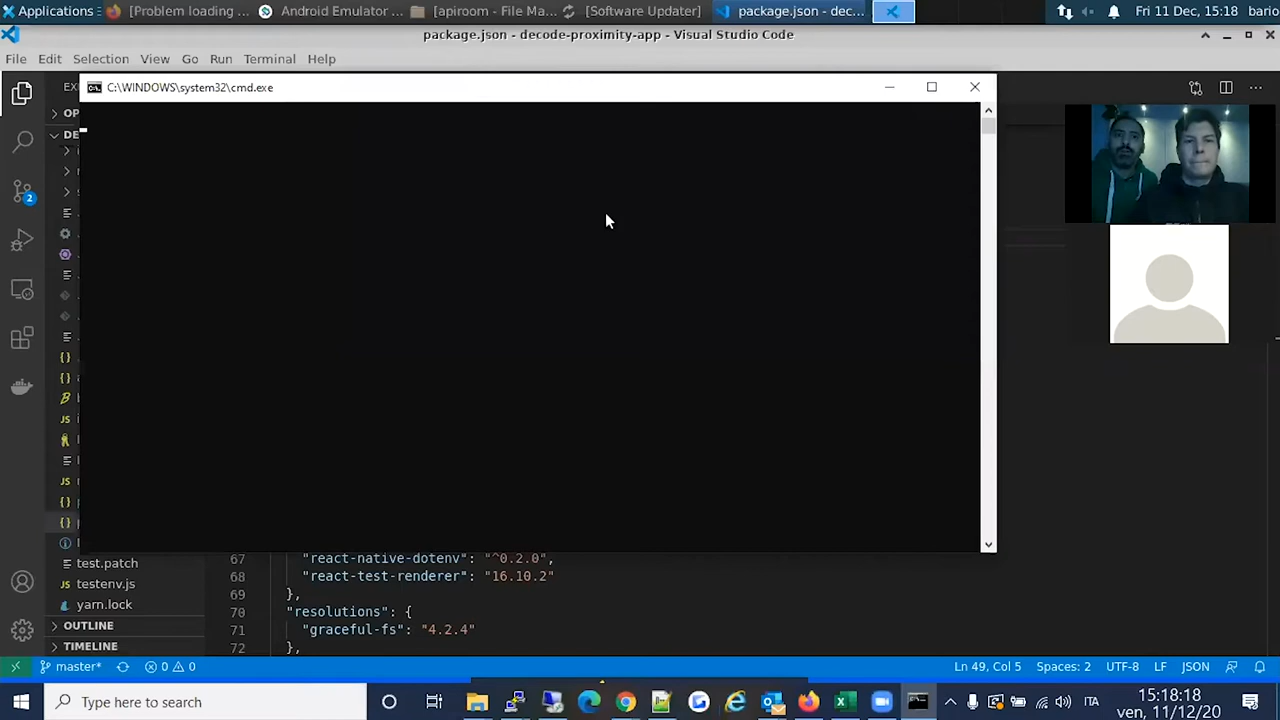 Applications
[Problem loading ...
Android Emulator ...
[apiroom - File Ma...
[Software Updater]
package.json - dec...
Fri 11 Dec, 15:18
bario
package.json - decode-proximity-app - Visual Studio Code
File Edit Selection View Go Run Terminal Help
C:\WINDOWS\system32\cmd.exe
2
67 "react-native-dotenv": "^0.2.0",
68 "react-test-renderer": "16.10.2"
69 },
70 "resolutions": {
71 "graceful-fs": "4.2.4"
72 },
test.patch
testenv.js
yarn.lock
OUTLINE
TIMELINE
master*
0 0
Ln 49, Col 5 Spaces: 2 UTF-8 LF JSON
Type here to search
ITA
15:18:18
ven, 11/12/20